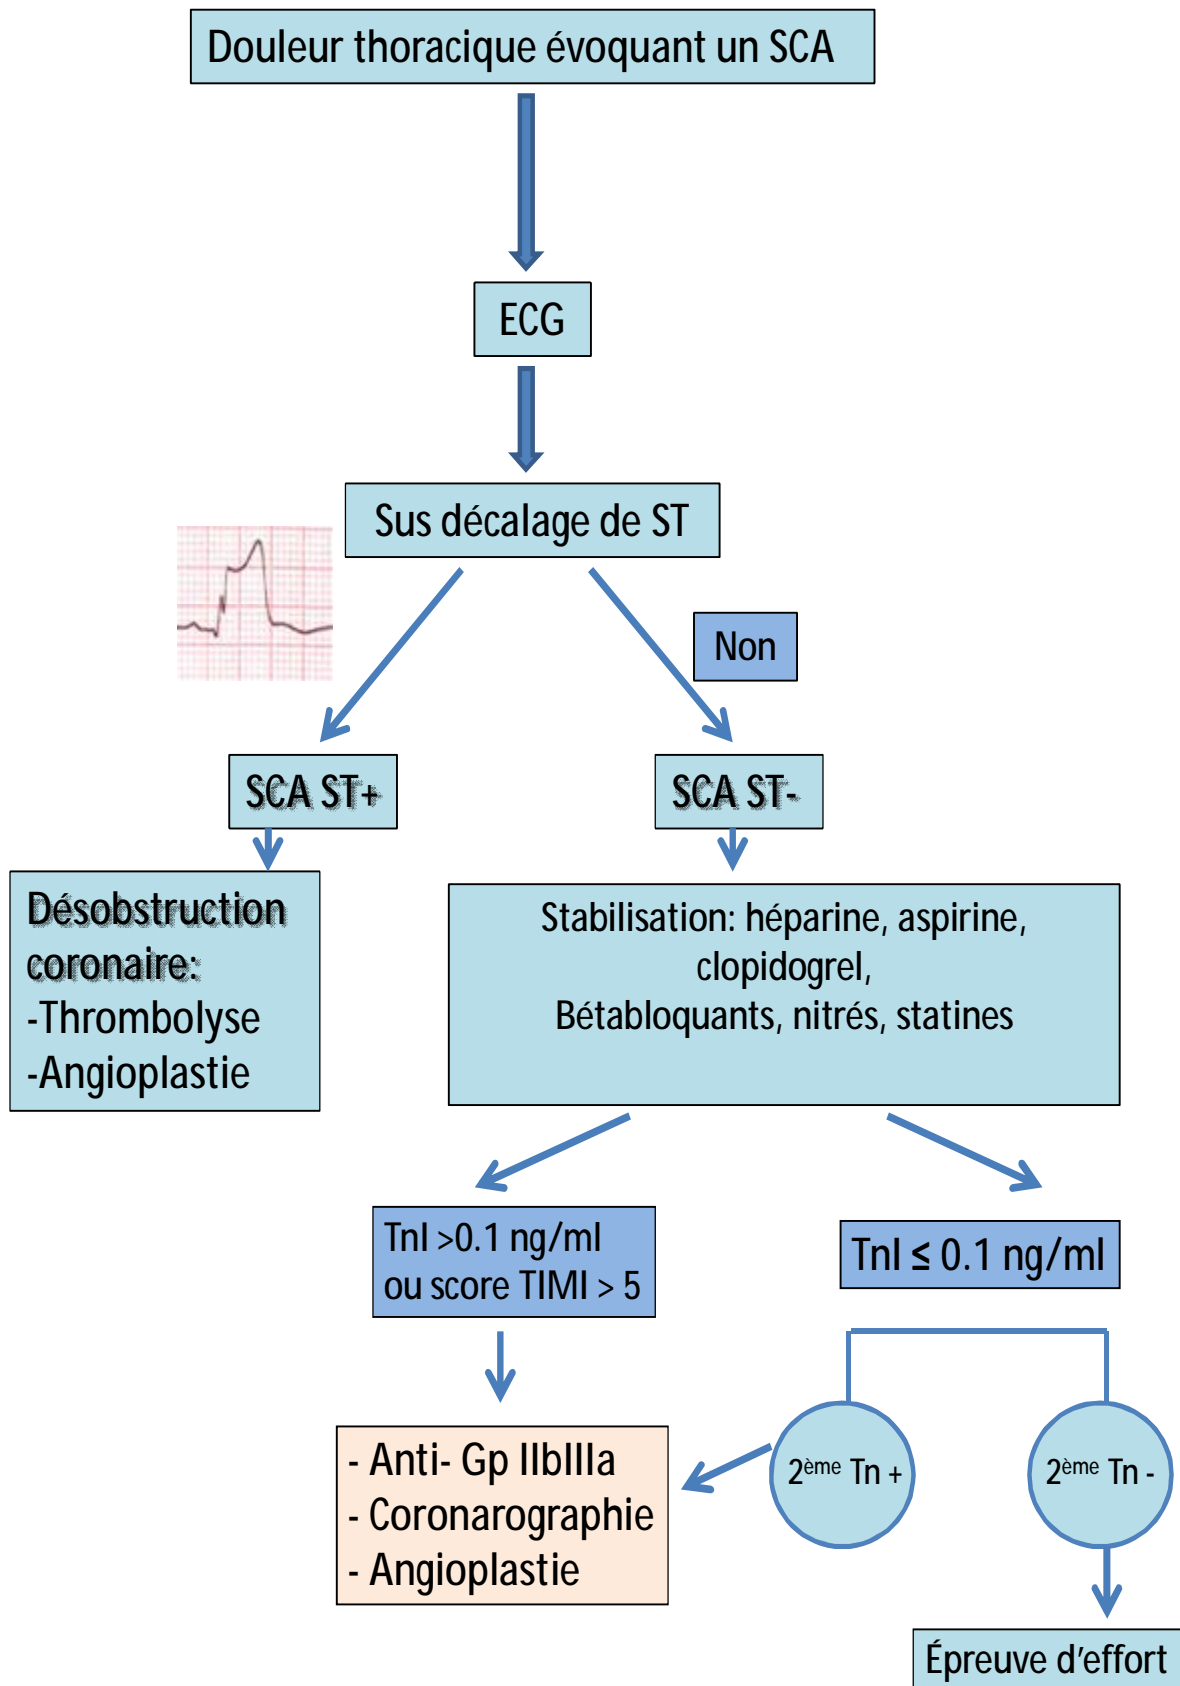 Douleur thoracique évoquant un SCA
ECG
Sus décalage de ST
Non
SCA ST+
SCA ST-
Désobstruction
coronaire:
-Thrombolyse
-Angioplastie
Stabilisation: héparine, aspirine,
clopidogrel,
Bétabloquants, nitrés, statines
TnI >0.1 ng/ml
ou score TIMI > 5
TnI ≤ 0.1 ng/ml
- Anti- Gp IIbIIIa
- Coronarographie
- Angioplastie
2ème Tn +
2ème Tn -
Épreuve d'effort